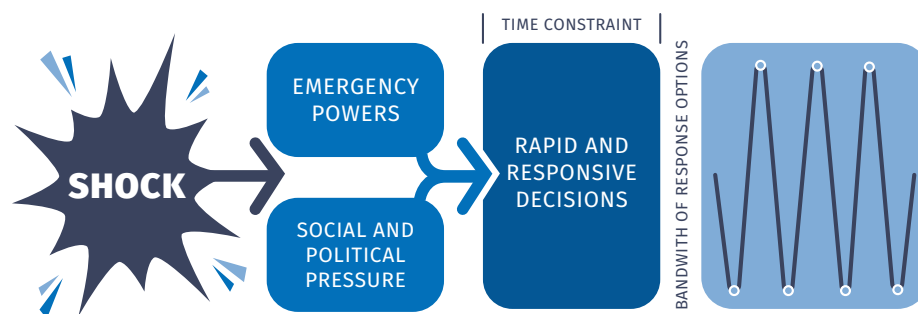 SHOCK
EMERGENCY
POWERS
SOCIAL AND
POLITICAL
PRESSURE
TIME CONSTRAINT
RAPID AND
RESPONSIVE
DECISIONS
BANDWITH OF RESPONSE OPTIONS